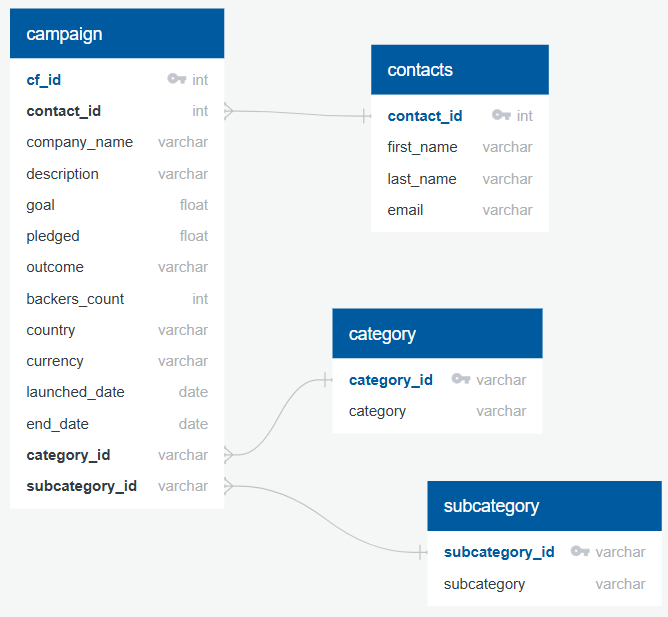 campaign
cf_id int
contact_id int
company_name varchar
description varchar
goal float
pledged float
outcome varchar
backers_count int
country varchar
currency varchar
launched_date date
end_date date
category_id varchar
subcategory_id varchar
contacts
contact_id int
first_name varchar
last_name varchar
email varchar
category
category_id varchar
category varchar
subcategory
subcategory_id varchar
subcategory varchar